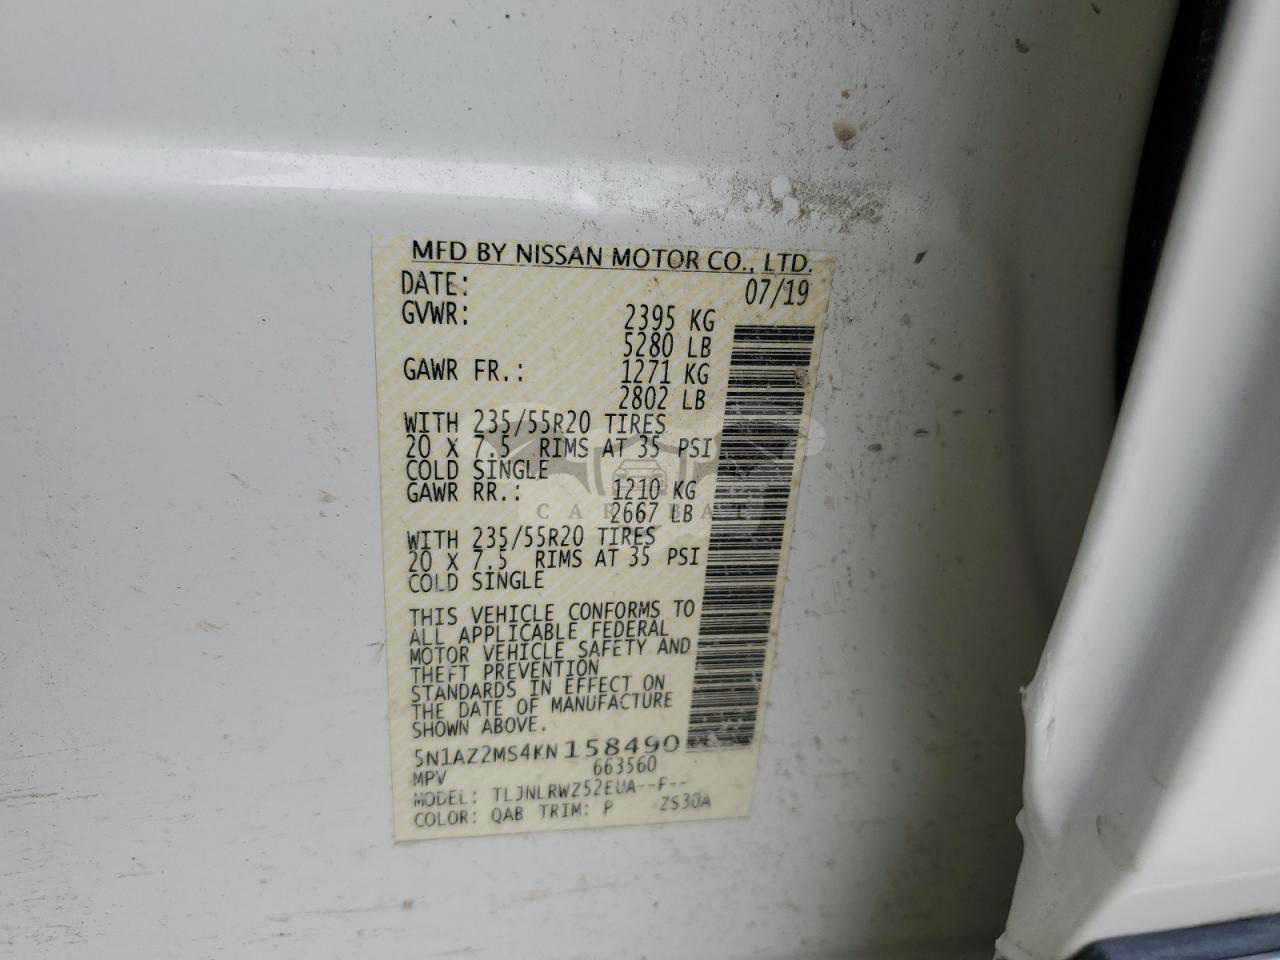 MFD BY NISSAN MOTOR CO., LTD.
DATE: 07/19
GVWR: 2395 KG
5280 LB
GAWR FR.: 1271 KG
2802 LB
WITH 235/55R20 TIRES
20 X 7.5 RIMS AT 35 PSI
COLD SINGLE
GAWR RR.: 1210 KG
2667 LB
WITH 235/55R20 TIRES
20 X 7.5 RIMS AT 35 PSI
COLD SINGLE
THIS VEHICLE CONFORMS TO
ALL APPLICABLE FEDERAL
MOTOR VEHICLE SAFETY AND
THEFT PREVENTION
STANDARDS IN EFFECT ON
THE DATE OF MANUFACTURE
SHOWN ABOVE.
5N1AZ2MS4KN158490
MPV 663560
MODEL: TLJNLRWZ52EUA--F--
COLOR: QAB TRIM: P ZS30A